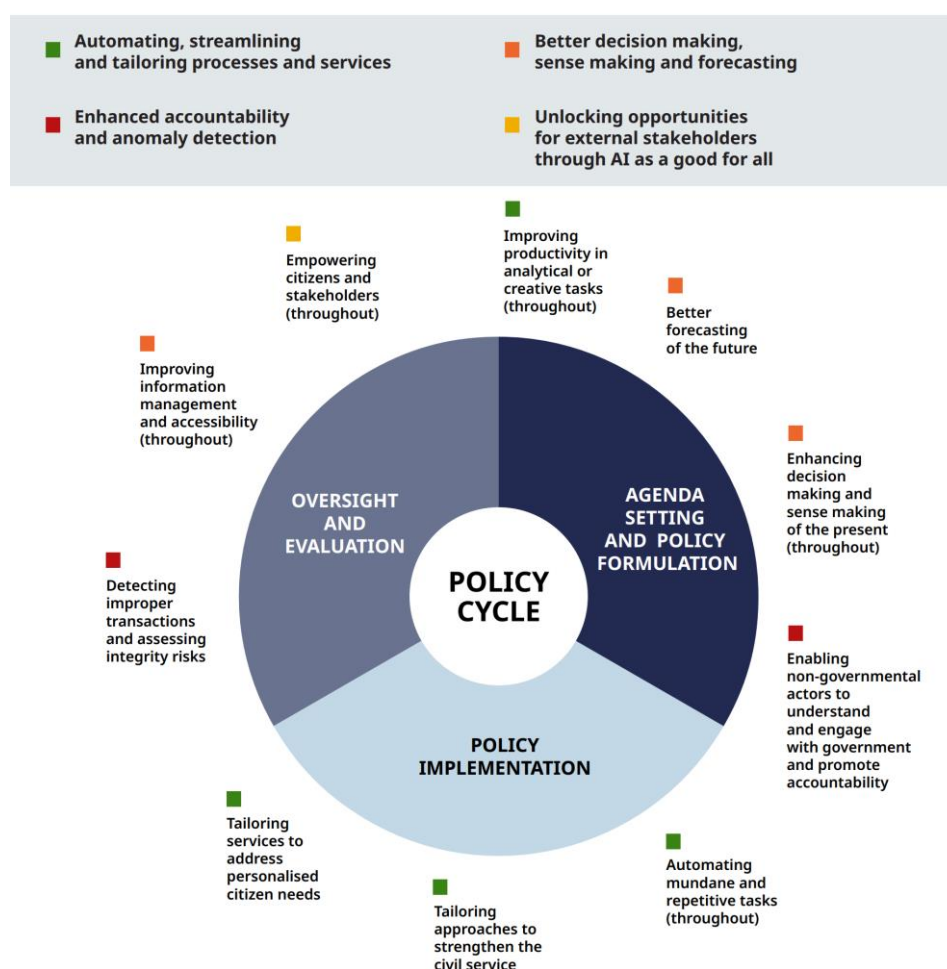 Automating, streamlining
and tailoring processes and services
Better decision making,
sense making and forecasting
Enhanced accountability
and anomaly detection
Unlocking opportunities
for external stakeholders
through AI as a good for all
Improving
productivity in
analytical or
creative tasks
(throughout)
Better
forecasting
of the future
Enhancing
decision
making and
sense making
of the present
(throughout)
Enabling
non-governmental
actors to
understand
and engage
with government
and promote
accountability
Automating
mundane and
repetitive tasks
(throughout)
Tailoring
approaches to
strengthen the
civil service
Tailoring
services to
address
personalised
citizen needs
Detecting
improper
transactions
and assessing
integrity risks
Improving
information
management
and accessibility
(throughout)
Empowering
citizens and
stakeholders
(throughout)
OVERSIGHT
AND
EVALUATION
AGENDA
SETTING
AND POLICY
FORMULATION
POLICY
CYCLE
POLICY
IMPLEMENTATION